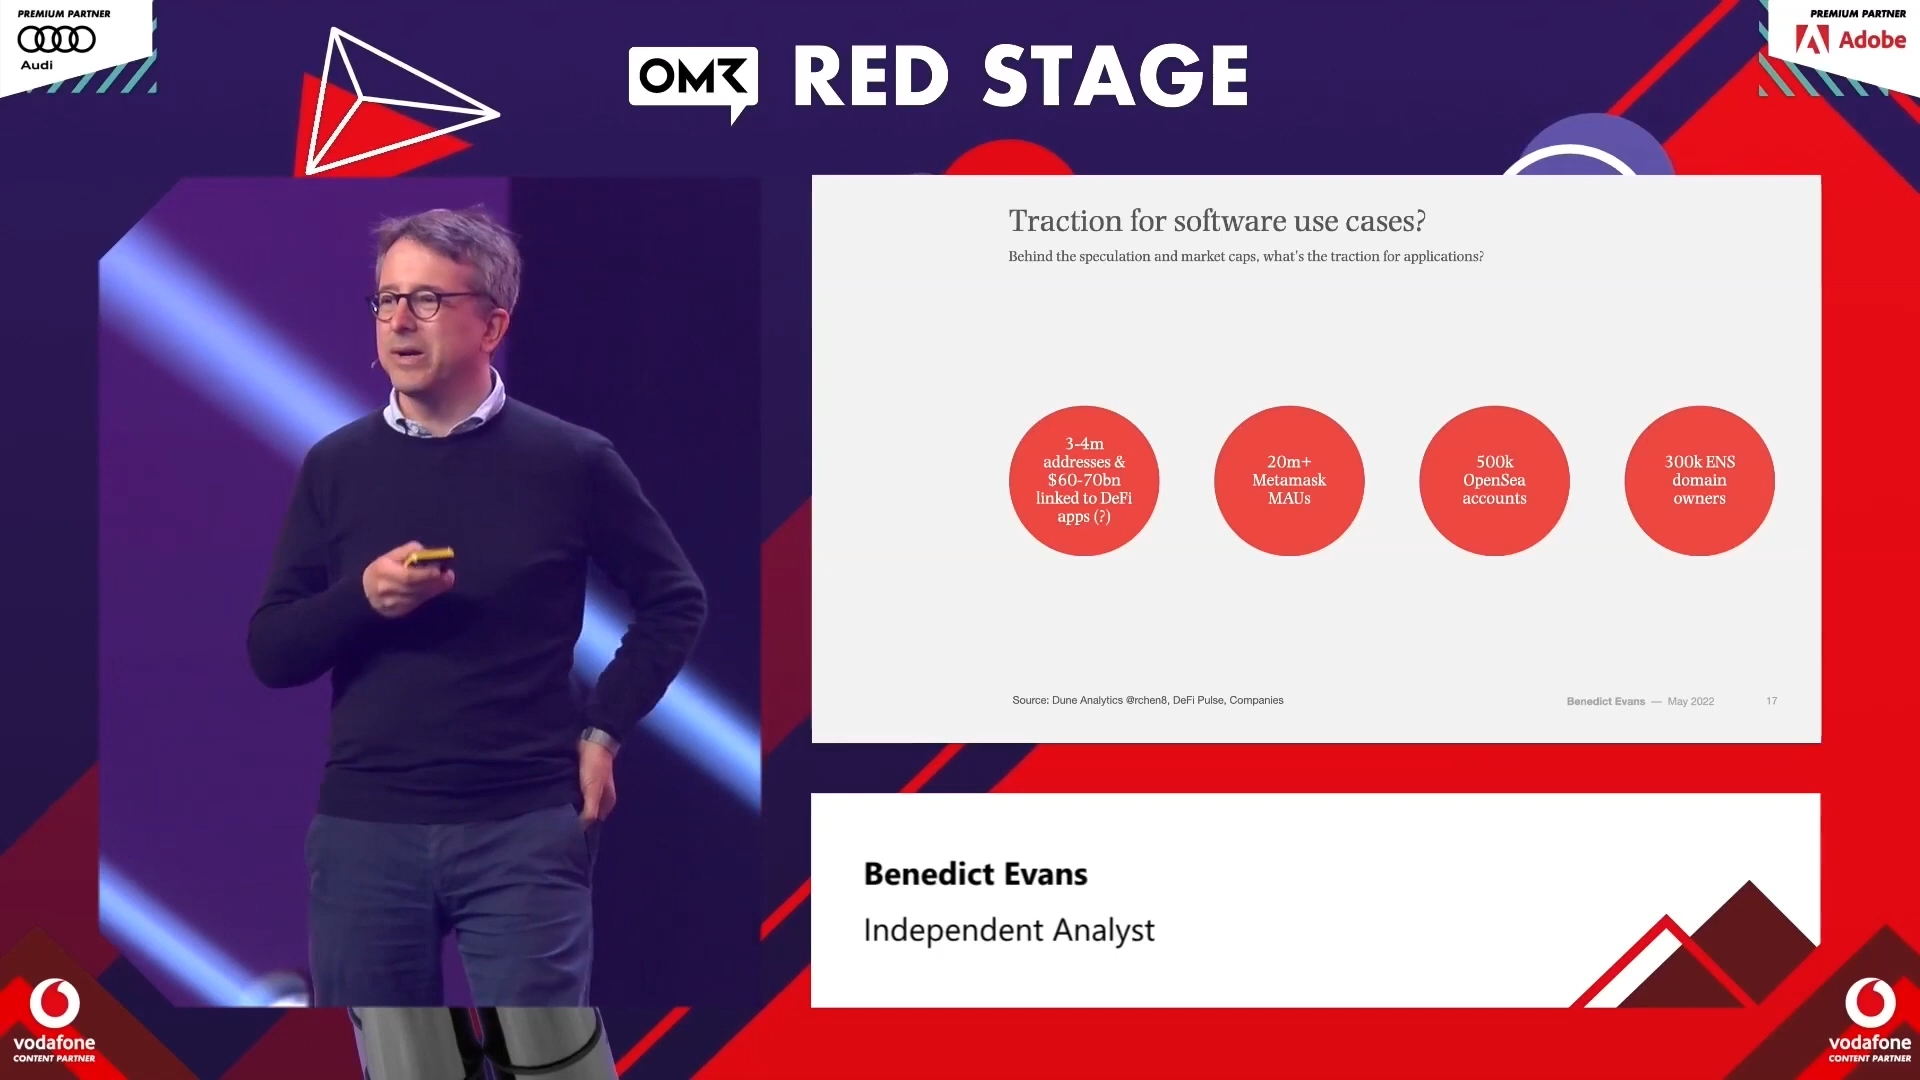 PREMIUM PARTNER
Audi
OMR RED STAGE
PREMIUM PARTNER
Adobe
Traction for software use cases?
Behind the speculation and market caps, what's the traction for applications?
3-4m
addresses &
$60-70bn
linked to DeFi
apps (?)
20m+
Metamask
MAUs
500k
OpenSea
accounts
300k ENS
domain
owners
Source: Dune Analytics @rchen8, DeFi Pulse, Companies
Benedict Evans — May 2022
17
Benedict Evans
Independent Analyst
vodafone
CONTENT PARTNER
vodafone
CONTENT PARTNER